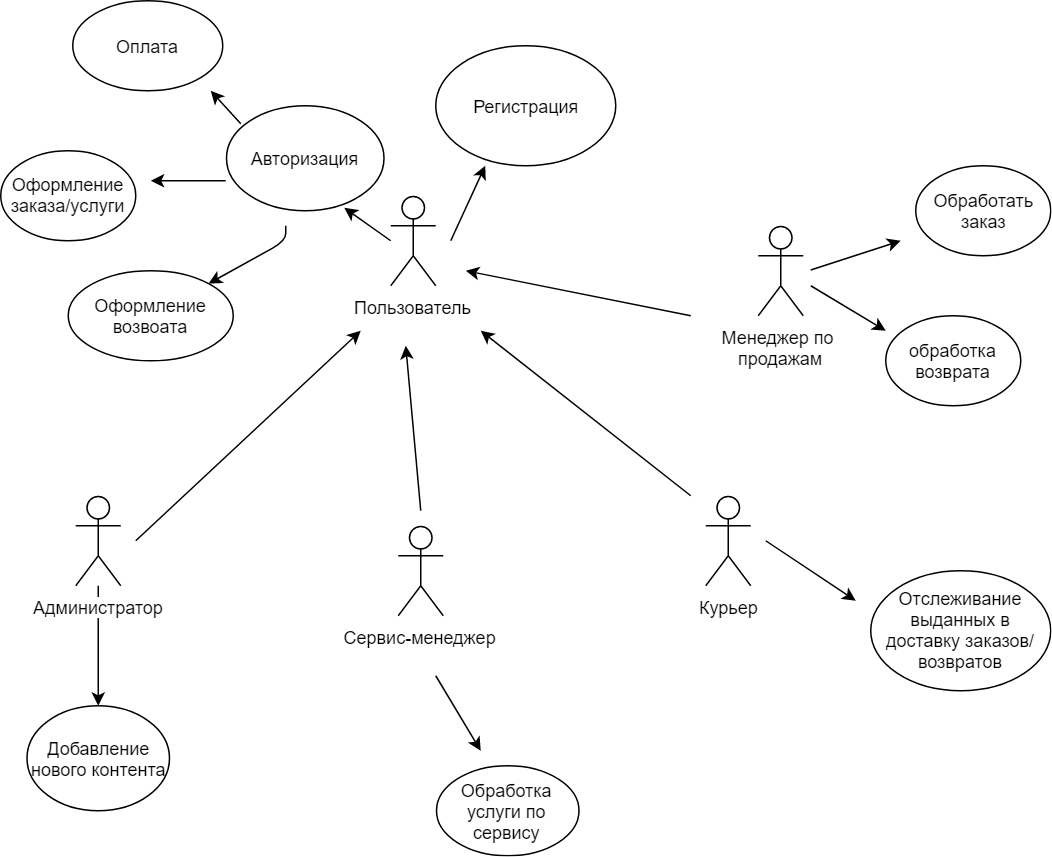 Оплата
Регистрация
Авторизация
Оформление
заказа/услуги
Обработать
заказ
Оформление
возвоата
Пользователь
Менеджер по
продажам
обработка
возврата
Администратор
Сервис-менеджер
Курьер
Отслеживание
выданных в
доставку заказов/
возвратов
Добавление
нового контента
Обработка
услуги по
сервису